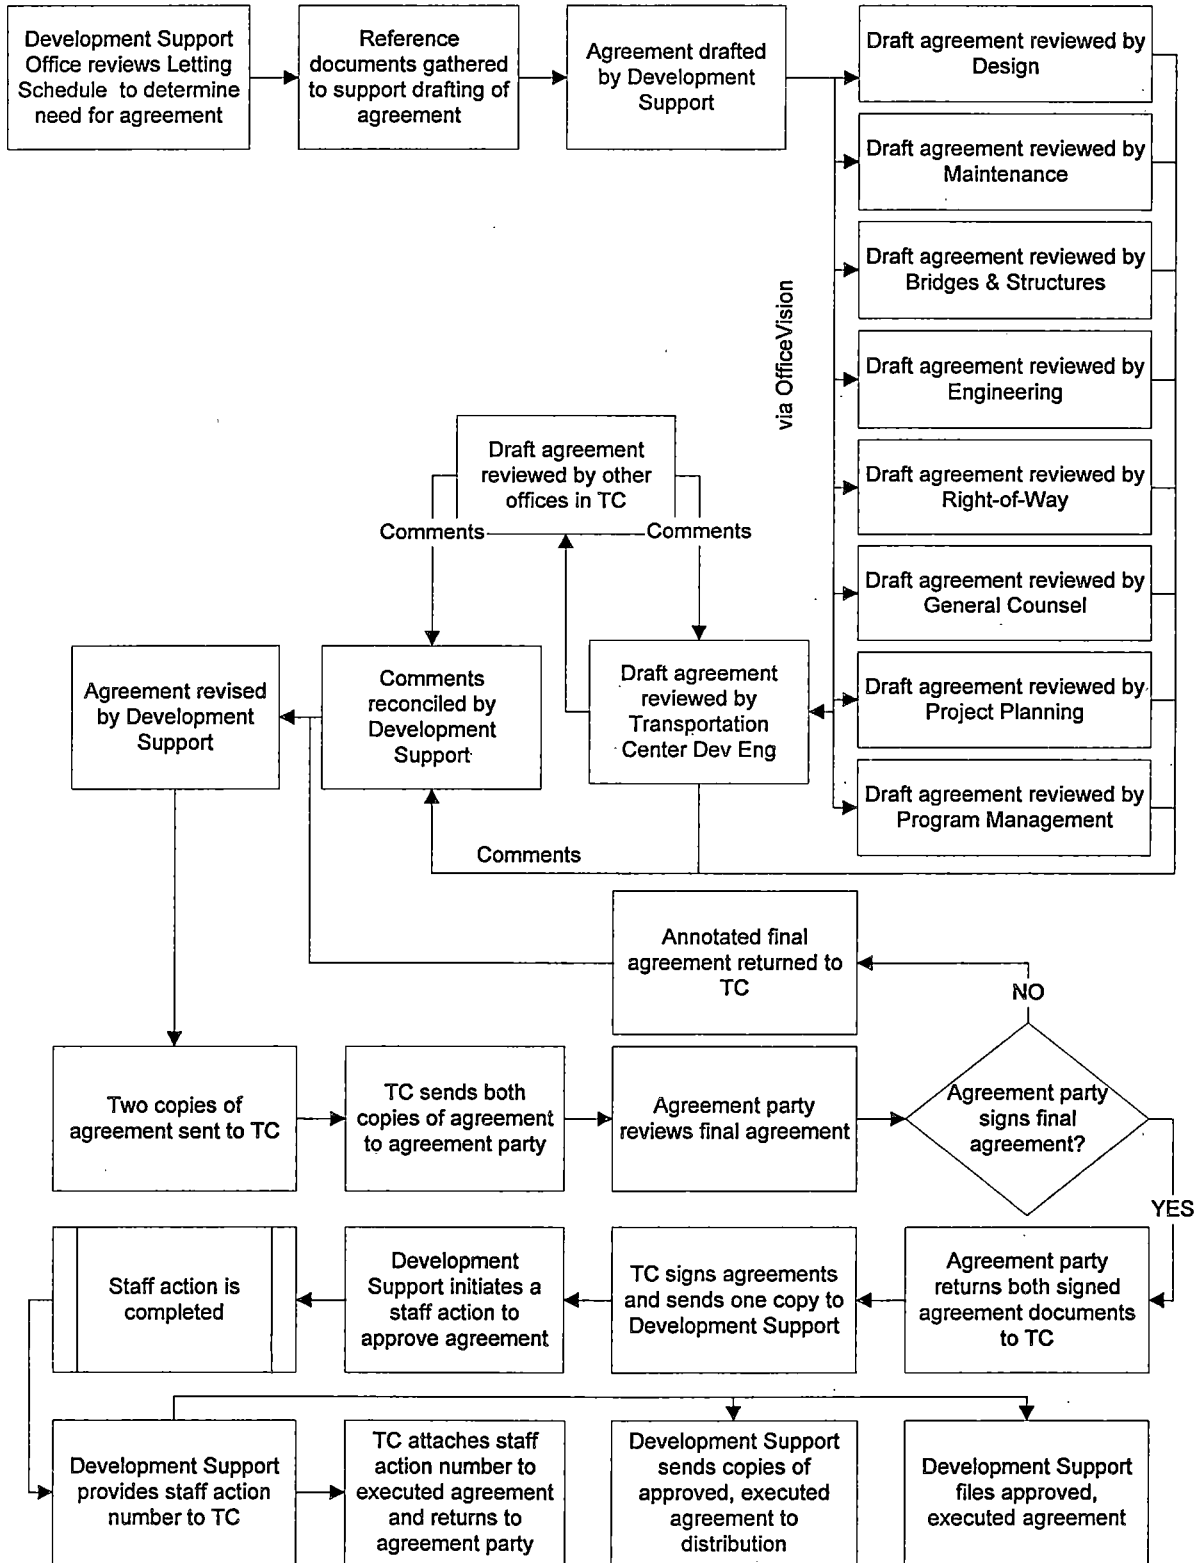 Development Support
Office reviews Letting
Schedule to determine
need for agreement
Reference
documents gathered
to support drafting of
agreement
Agreement drafted
by Development
Support
Draft agreement reviewed by
Design
Draft agreement reviewed by
Maintenance
Draft agreement reviewed by
Bridges & Structures
via OfficeVision
Draft agreement reviewed by
Engineering
Draft agreement
reviewed by other
offices in TC
Draft agreement reviewed by
Right-of-Way
Comments
Comments
Draft agreement reviewed by
General Counsel
Agreement revised
by Development
Support
Comments
reconciled by
Development
Support
Draft agreement
reviewed by
Transportation
Center Dev Eng
Draft agreement reviewed by
Project Planning
Draft agreement reviewed by
Program Management
Comments
Annotated final
agreement returned to
TC
NO
Two copies of
agreement sent to TC
TC sends both
copies of agreement
to agreement party
Agreement party
reviews final agreement
Agreement party
signs final
agreement?
YES
Staff action is
completed
Development
Support initiates a
staff action to
approve agreement
TC signs agreements
and sends one copy to
Development Support
Agreement party
returns both signed
agreement documents
to TC
Development Support
provides staff action
number to TC
TC attaches staff
action number to
executed agreement
and returns to
agreement party
Development Support
sends copies of
approved, executed
agreement to
distribution
Development Support
files approved,
executed agreement